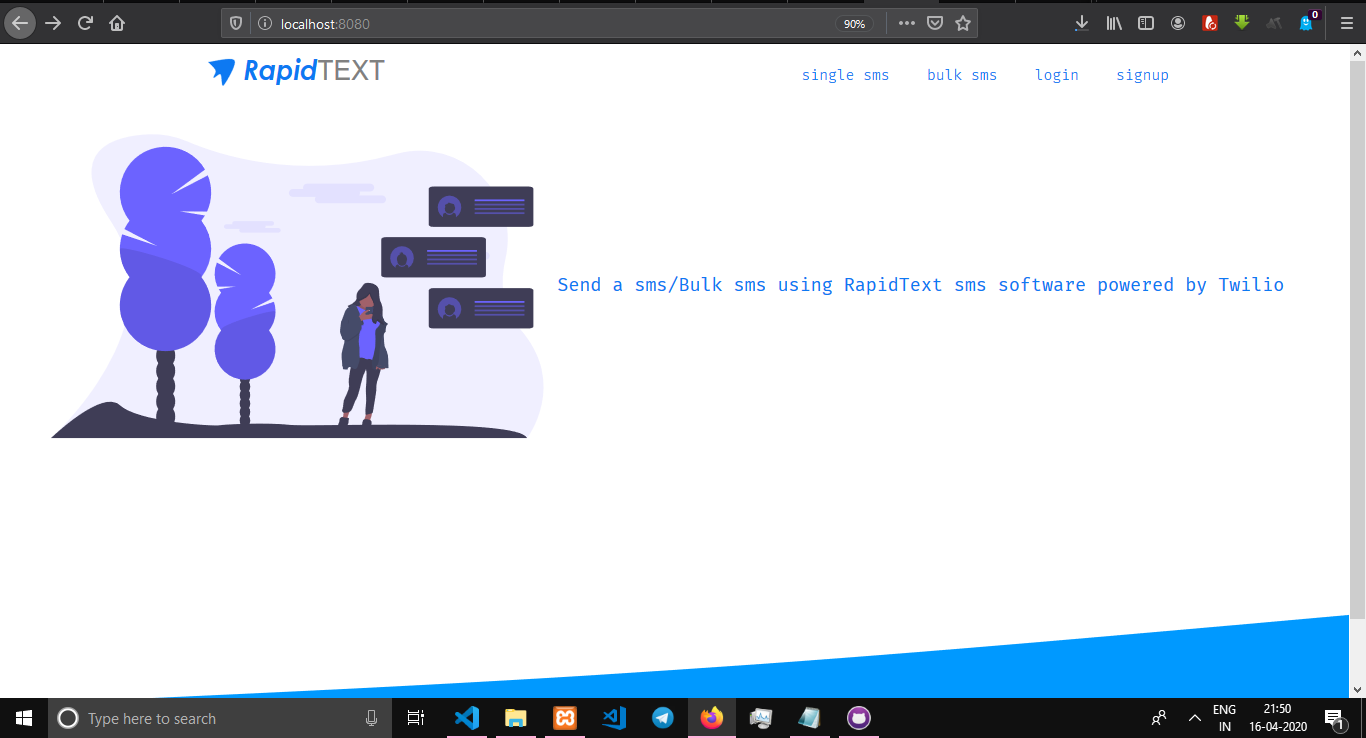 localhost:8080
90%
0
RapidTEXT
single sms
bulk sms
login
signup
Send a sms/Bulk sms using RapidText sms software powered by Twilio
Type here to search
ENG
IN
21:50
16-04-2020
1